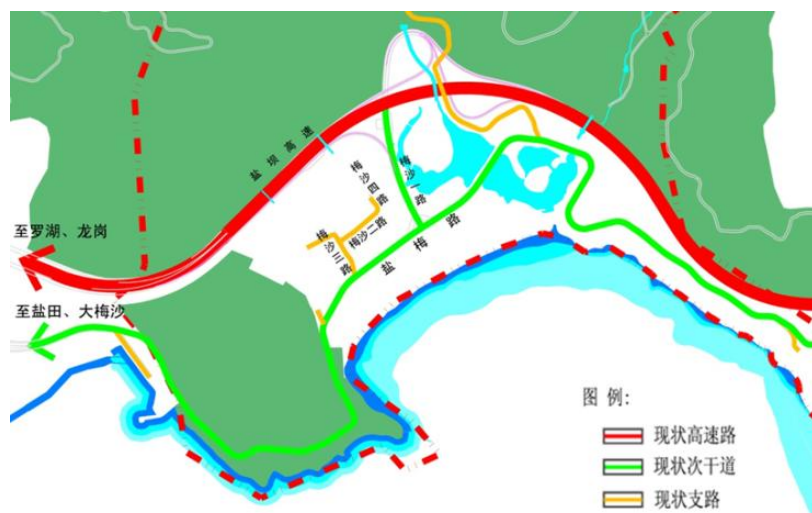 盐坝高速
梅沙四路
梅沙一路
梅沙二路
梅沙三路
盐梅路
至罗湖、龙岗
至盐田、大梅沙
图 例:
现状高速路
现状次干道
现状支路